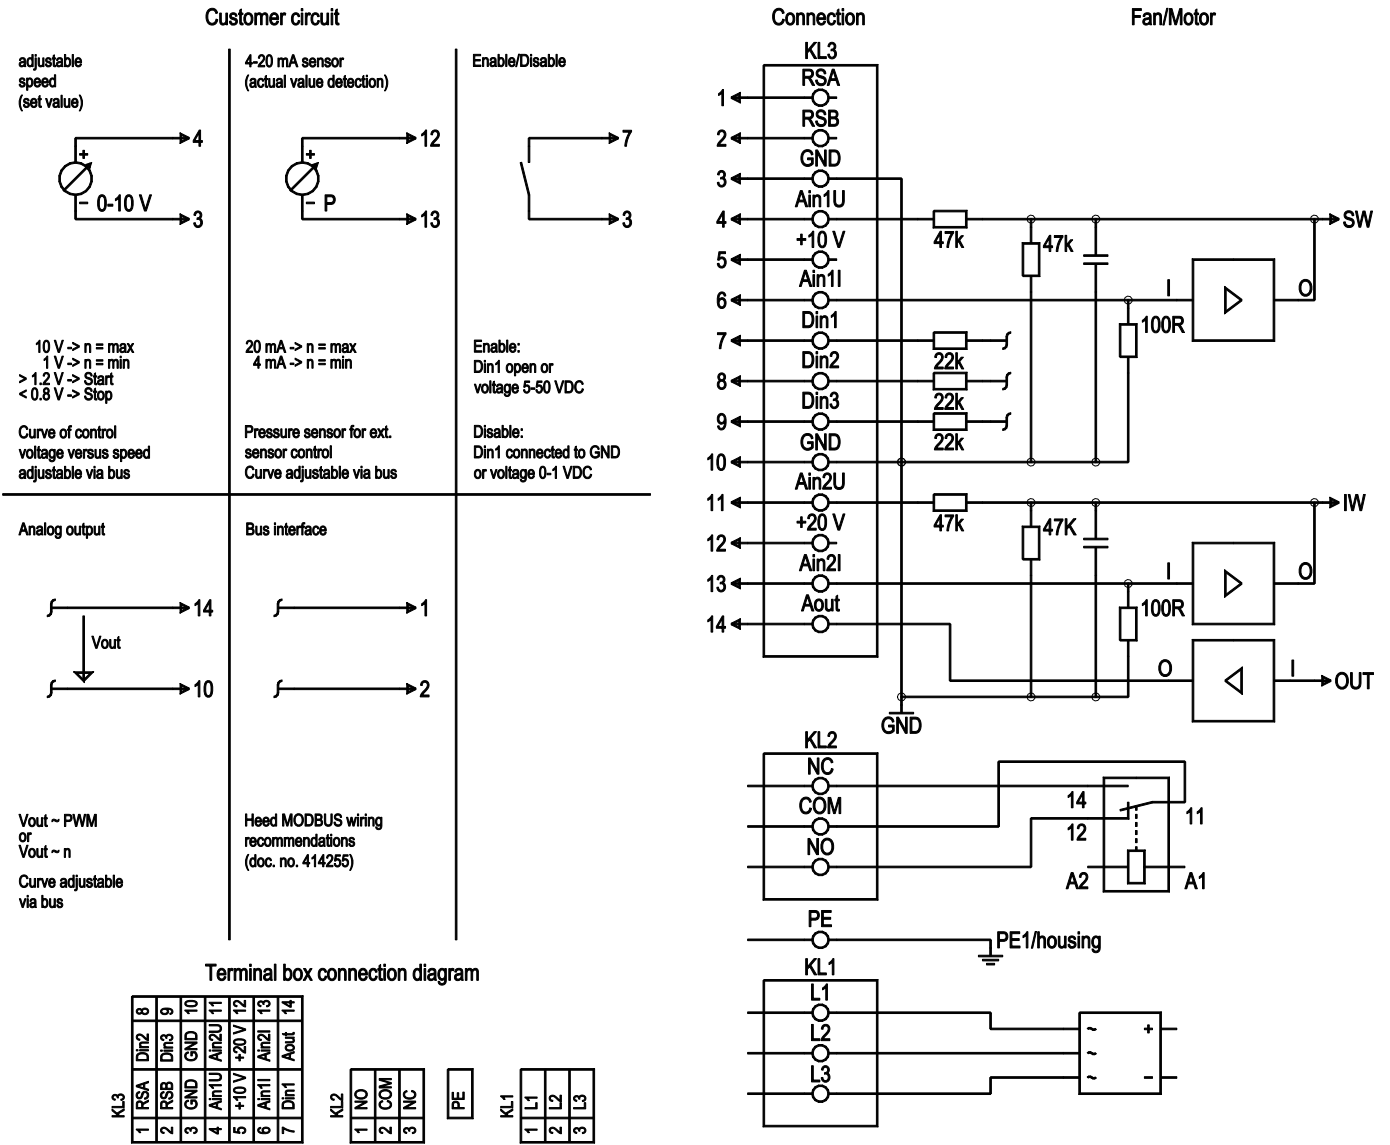 Customer circuit
adjustable
speed
(set value)
+
4
− 0-10 V
3
10 V -> n = max
1 V -> n = min
> 1.2 V -> Start
< 0.8 V -> Stop
Curve of control
voltage versus speed
adjustable via bus
4-20 mA sensor
(actual value detection)
+
12
− P
13
20 mA -> n = max
4 mA -> n = min
Pressure sensor for ext.
sensor control
Curve adjustable via bus
Enable/Disable
7
3
Enable:
Din1 open or
voltage 5-50 VDC
Disable:
Din1 connected to GND
or voltage 0-1 VDC
Analog output
14
Vout
10
Vout ~ PWM
or
Vout ~ n
Curve adjustable
via bus
Bus interface
1
2
Heed MODBUS wiring
recommendations
(doc. no. 414255)
Connection
Fan/Motor
KL3
RSA
1
RSB
2
GND
3
Ain1U
4
47k
47k
SW
+10 V
5
Ain1I
6
I
O
100R
Din1
7
22k
Din2
8
22k
Din3
9
22k
GND
10
Ain2U
11
47k
47K
IW
+20 V
12
Ain2I
13
I
O
100R
Aout
14
O
I
OUT
GND
KL2
NC
COM
NO
14
12
11
A2
A1
PE
PE1/housing
KL1
L1
L2
L3
~
~
~
+
−
Terminal box connection diagram
KL3
1 RSA Din2 8
2 RSB Din3 9
3 GND GND 10
4 Ain1U Ain2U 11
5 +10 V +20 V 12
6 Ain1I Ain2I 13
7 Din1 Aout 14
KL2
1 NO
2 COM
3 NC
PE
KL1
1 L1
2 L2
3 L3